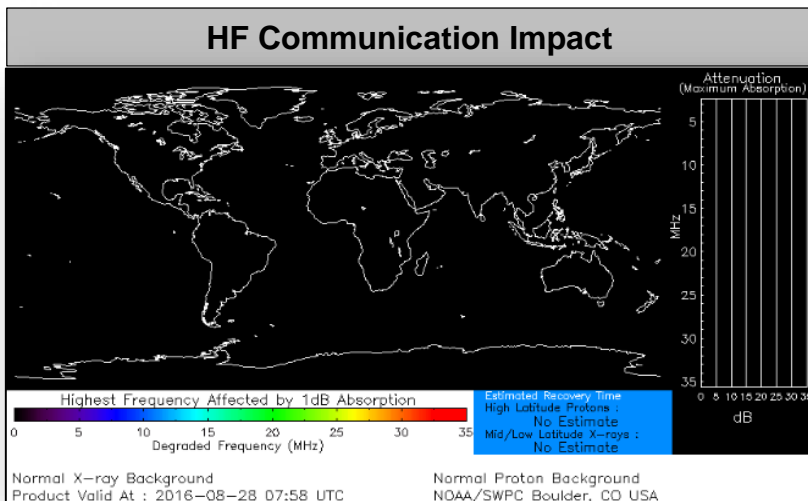 HF Communication Impact
Attenuation
(Maximum Absorption)
5
10
15
20
25
30
35
MHz
0 5 10 15 20 25 30 35
dB
Highest Frequency Affected by 1dB Absorption
0 5 10 15 20 25 30 35
Degraded Frequency (MHz)
Estimated Recovery Time
High Latitude Protons :
No Estimate
Mid/Low Latitude X-rays :
No Estimate
Normal X-ray Background
Product Valid At : 2016-08-28 07:58 UTC
Normal Proton Background
NOAA/SWPC Boulder, CO USA